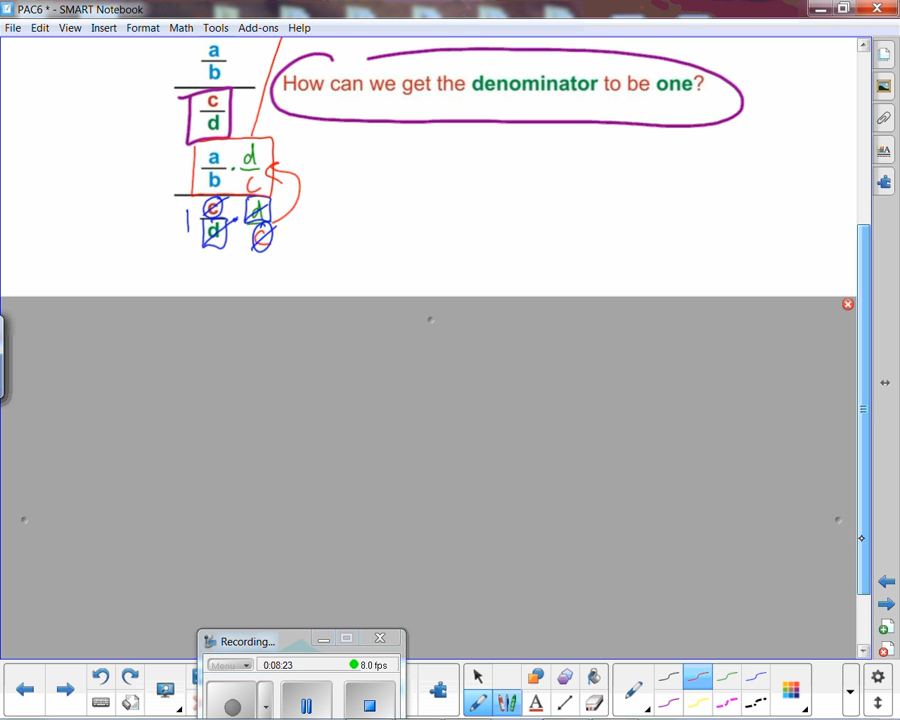 PAC6 * - SMART Notebook
File Edit View Insert Format Math Tools Add-ons Help
a
b
c
d
How can we get the denominator to be one?
a · d
b c
1 c · d
d c
Recording...
Menu 0:08:23 8.0 fps
A